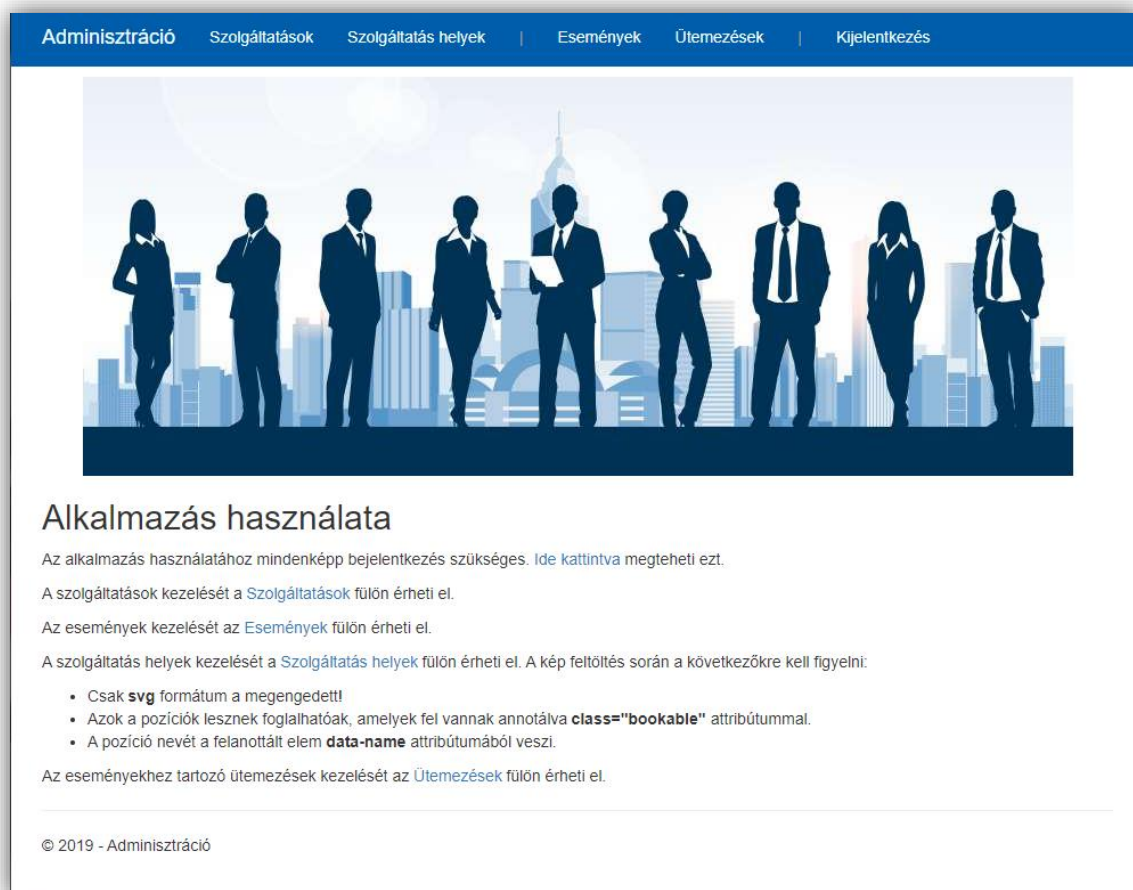 Adminisztráció Szolgáltatások Szolgáltatás helyek | Események Ütemezések | Kijelentkezés
Alkalmazás használata
Az alkalmazás használatához mindenképp bejelentkezés szükséges. Ide kattintva megteheti ezt.
A szolgáltatások kezelését a Szolgáltatások fülön érheti el.
Az események kezelését az Események fülön érheti el.
A szolgáltatás helyek kezelését a Szolgáltatás helyek fülön érheti el. A kép feltöltés során a következőkre kell figyelni:
• Csak svg formátum a megengedett!
• Azok a pozíciók lesznek foglalhatóak, amelyek fel vannak annotálva class="bookable" attribútummal.
• A pozíció nevét a felanottált elem data-name attribútumából veszi.
Az eseményekhez tartozó ütemezések kezelését az Ütemezések fülön érheti el.
© 2019 - Adminisztráció